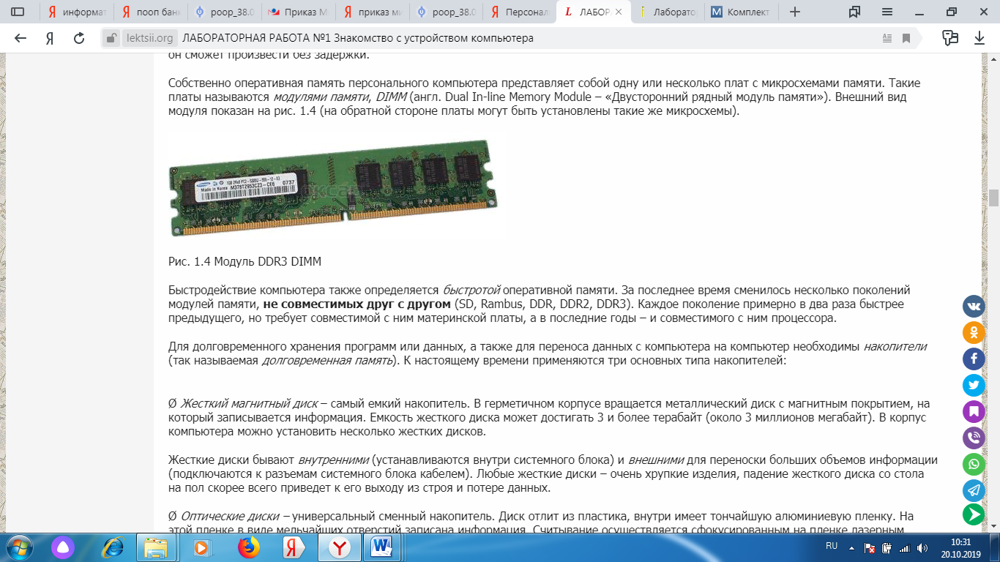 информат
пооп банк
poop_38.0
Приказ Ми
приказ ми
poop_38.0
Персонал
ЛАБОРА
Лаборатор
Комплект
lektsii.org ЛАБОРАТОРНАЯ РАБОТА №1 Знакомство с устройством компьютера
он сможет произвести без задержки.
Собственно оперативная память персонального компьютера представляет собой одну или несколько плат с микросхемами памяти. Такие
платы называются модулями памяти, DIMM (англ. Dual In-line Memory Module – «Двусторонний рядный модуль памяти»). Внешний вид
модуля показан на рис. 1.4 (на обратной стороне платы могут быть установлены такие же микросхемы).
Made in Korea M378T2953CZ3-CE6 0737
Рис. 1.4 Модуль DDR3 DIMM
Быстродействие компьютера также определяется быстротой оперативной памяти. За последнее время сменилось несколько поколений
модулей памяти, не совместимых друг с другом (SD, Rambus, DDR, DDR2, DDR3). Каждое поколение примерно в два раза быстрее
предыдущего, но требует совместимой с ним материнской платы, а в последние годы – и совместимого с ним процессора.
Для долговременного хранения программ или данных, а также для переноса данных с компьютера на компьютер необходимы накопители
(так называемая долговременная память). К настоящему времени применяются три основных типа накопителей:
Ø Жесткий магнитный диск – самый емкий накопитель. В герметичном корпусе вращается металлический диск с магнитным покрытием, на
который записывается информация. Емкость жесткого диска может достигать 3 и более терабайт (около 3 миллионов мегабайт). В корпус
компьютера можно установить несколько жестких дисков.
Жесткие диски бывают внутренними (устанавливаются внутри системного блока) и внешними для переноски больших объемов информации
(подключаются к разъемам системного блока кабелем). Любые жесткие диски – очень хрупкие изделия, падение жесткого диска со стола
на пол скорее всего приведет к его выходу из строя и потере данных.
Ø Оптические диски – универсальный сменный накопитель. Диск отлит из пластика, внутри имеет тончайшую алюминиевую пленку. На
этой пленке в виде мельчайших отверстий записана информация. Считывание осуществляется сфокусированным на пленке лазерным
RU
10:31
20.10.2019